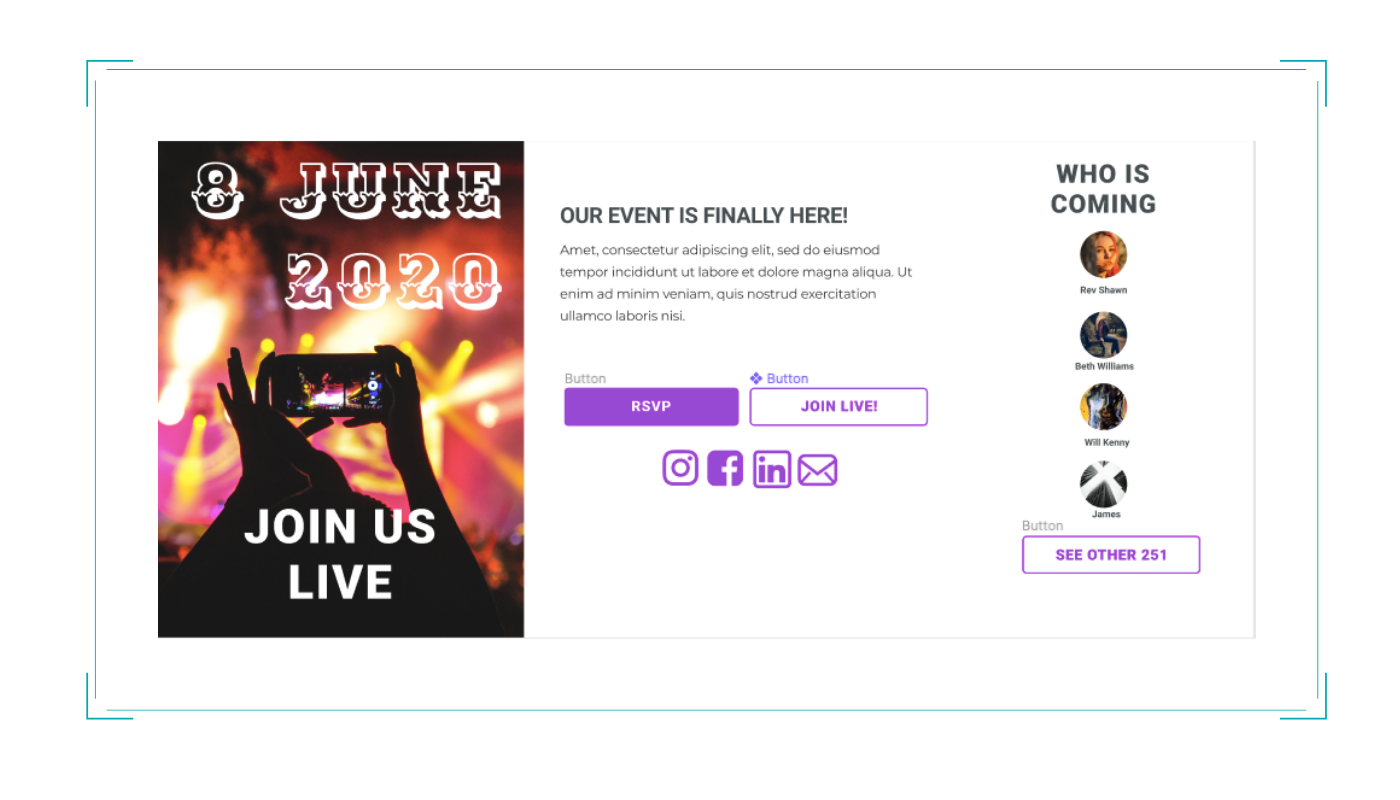 8 JUNE
2020
JOIN US
LIVE
OUR EVENT IS FINALLY HERE!
Amet, consectetur adipiscing elit, sed do eiusmod
tempor incididunt ut labore et dolore magna aliqua. Ut
enim ad minim veniam, quis nostrud exercitation
ullamco laboris nisi.
Button
RSVP
Button
JOIN LIVE!
WHO IS
COMING
Rev Shawn
Beth Williams
Will Kenny
James
Button
SEE OTHER 251